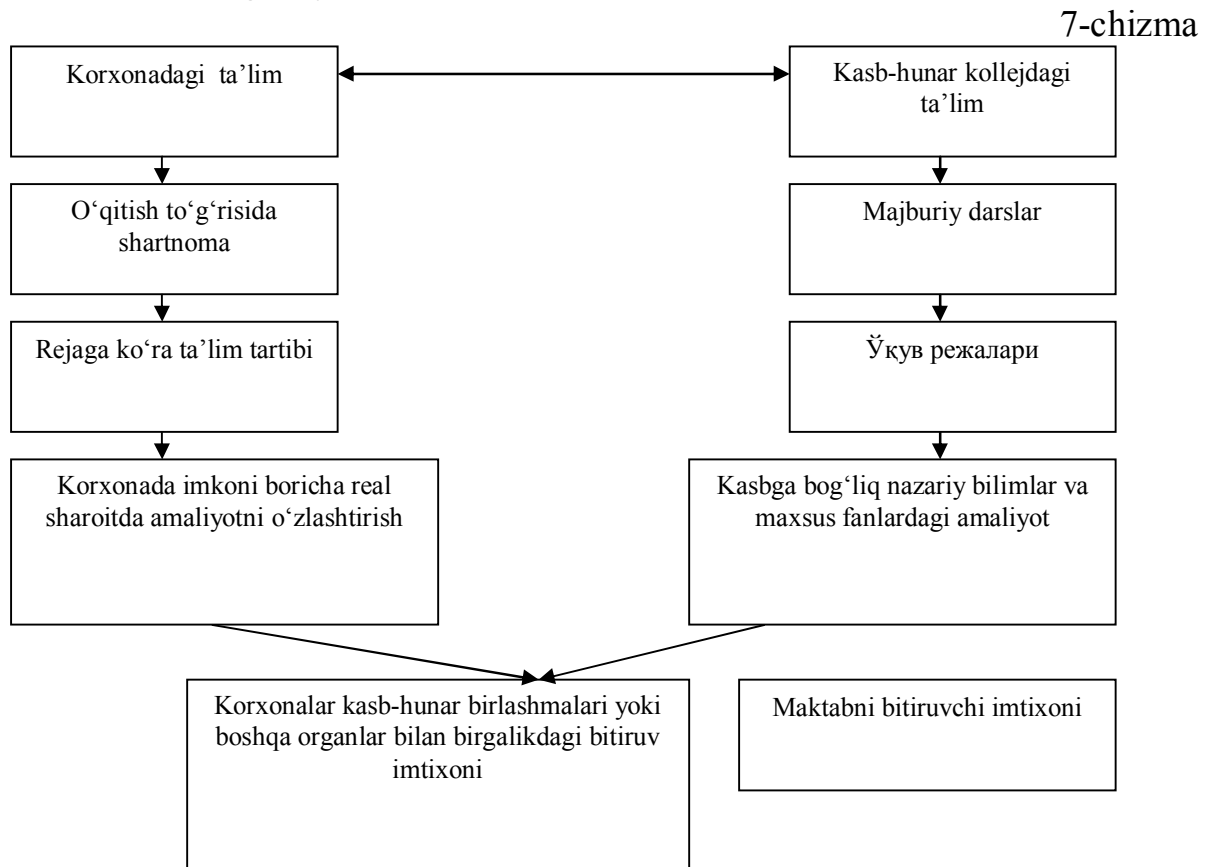 7-chizma
Korxonadagi ta’lim
Kasb-hunar kollejdagi
ta’lim
O‘qitish to‘g‘risida
shartnoma
Majburiy darslar
Rejaga ko‘ra ta’lim tartibi
Ўқув режалари
Korxonada imkoni boricha real
sharoitda amaliyotni o‘zlashtirish
Kasbga bog‘liq nazariy bilimlar va
maxsus fanlardagi amaliyot
Korxonalar kasb-hunar birlashmalari yoki
boshqa organlar bilan birgalikdagi bitiruv
imtixoni
Maktabni bitiruvchi imtixoni